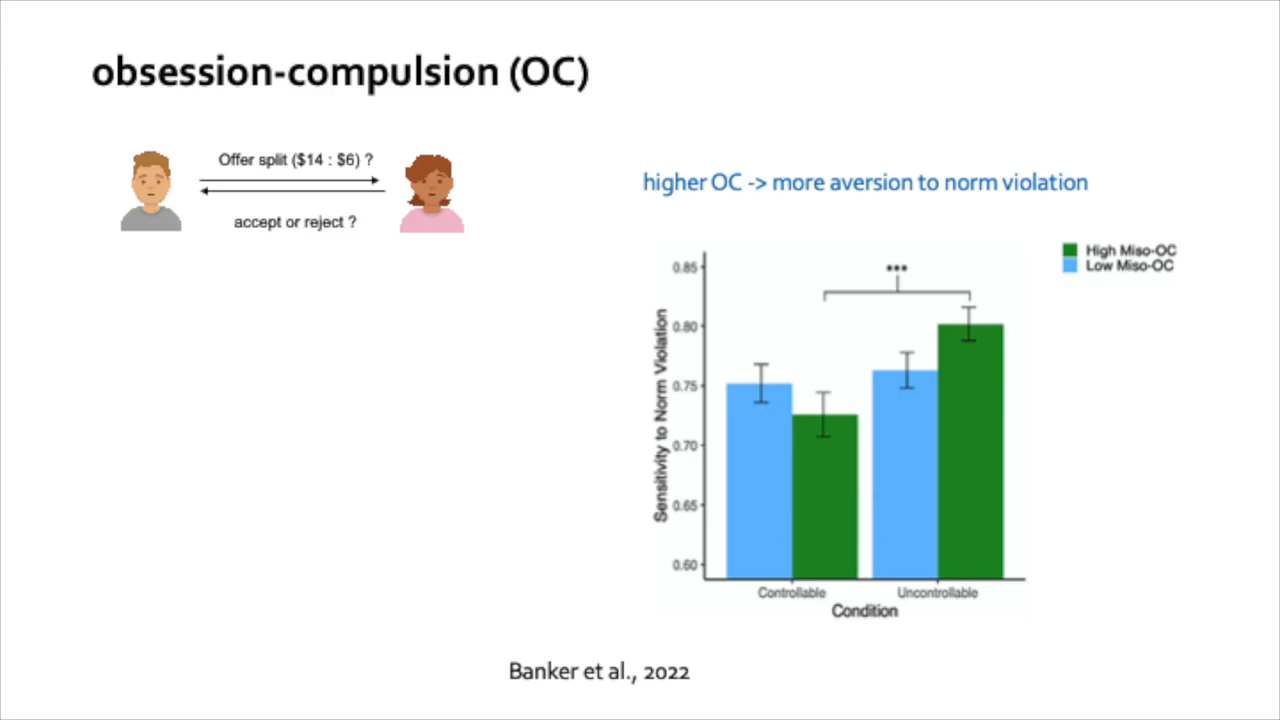 obsession-compulsion (OC)
Offer split ($14 : $6) ?
accept or reject ?
higher OC -> more aversion to norm violation
High Miso-OC
Low Miso-OC
***
Sensitivity to Norm Violation
0.85
0.80
0.75
0.70
0.65
0.60
Controllable
Uncontrollable
Condition
Banker et al., 2022